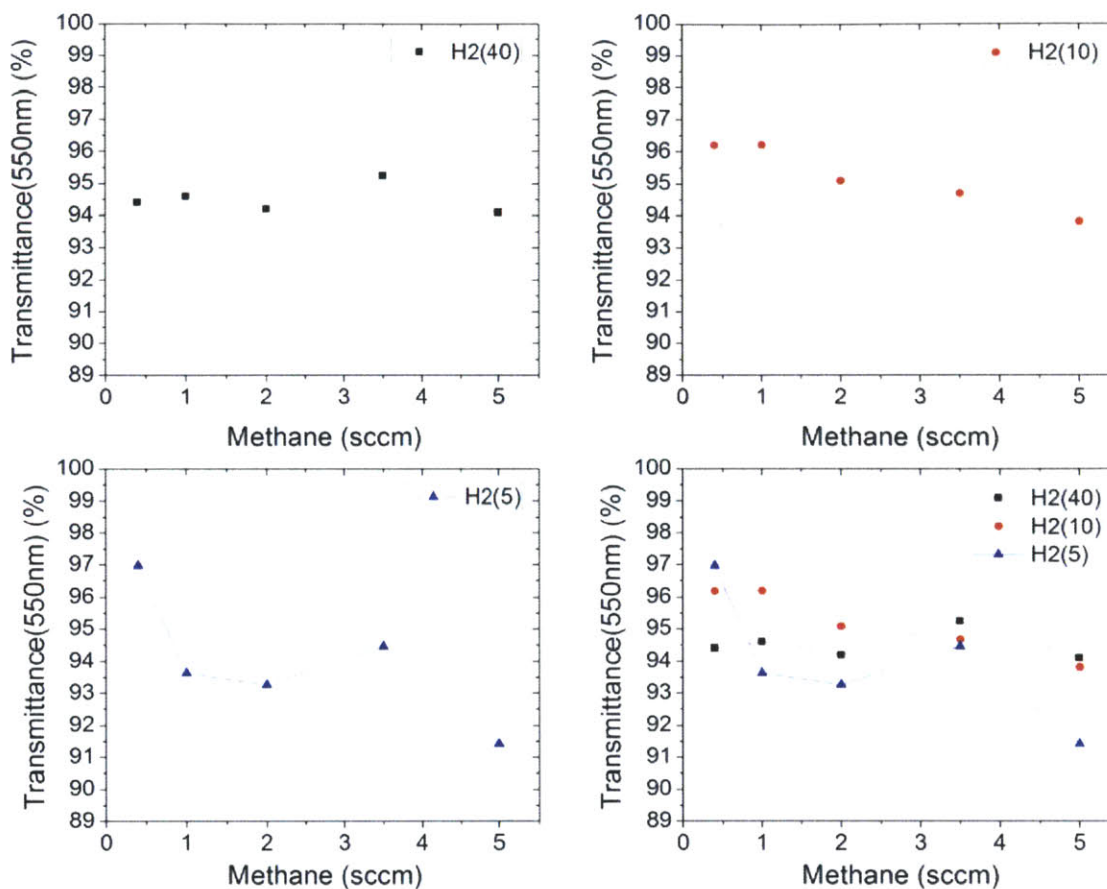 100
99
98
97
96
95
94
93
92
91
90
89
Transmittance(550nm) (%)
H2(40)
0 1 2 3 4 5
Methane (sccm)
100
99
98
97
96
95
94
93
92
91
90
89
Transmittance(550nm) (%)
H2(10)
0 1 2 3 4 5
Methane (sccm)
100
99
98
97
96
95
94
93
92
91
90
89
Transmittance(550nm) (%)
H2(5)
0 1 2 3 4 5
Methane (sccm)
100
99
98
97
96
95
94
93
92
91
90
89
Transmittance(550nm) (%)
H2(40)
H2(10)
H2(5)
0 1 2 3 4 5
Methane (sccm)